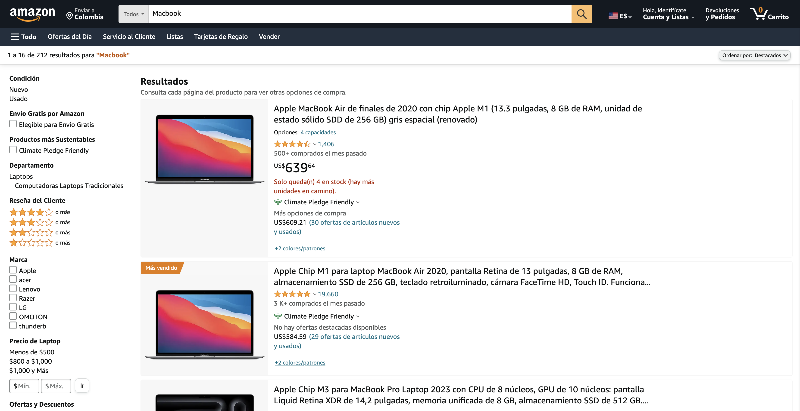 amazon
Enviar a
Colombia
Todos
Macbook
ES
Hola, identifícate
Cuenta y Listas
Devoluciones
y Pedidos
0
Carrito
Todo
Ofertas del Día
Servicio al Cliente
Listas
Tarjetas de Regalo
Vender
1 a 16 de 212 resultados para "Macbook"
Ordenar por: Destacados
Condición
Nuevo
Usado
Envío Gratis por Amazon
Elegible para Envío Gratis
Productos más Sustentables
Climate Pledge Friendly
Departamento
Laptops
Computadoras Laptops Tradicionales
Reseña del Cliente
o más
o más
o más
o más
Marca
Apple
acer
Lenovo
Razer
LG
OMOTON
thunderb
Precio de Laptop
Menos de $500
$800 a $1,000
$1,000 y Más
$ Mín.
$ Máx.
Ir
Ofertas y Descuentos
Resultados
Consulta cada página del producto para ver otras opciones de compra.
Apple MacBook Air de finales de 2020 con chip Apple M1 (13.3 pulgadas, 8 GB de RAM, unidad de
estado sólido SDD de 256 GB) gris espacial (renovado)
Opciones: 4 capacidades
1,406
500+ comprados el mes pasado
US$639 64
Solo queda(n) 4 en stock (hay más
unidades en camino).
Climate Pledge Friendly
Más opciones de compra
US$609.21 (30 ofertas de artículos nuevos
y usados)
+2 colores/patrones
Más vendido
Apple Chip M1 para laptop MacBook Air 2020, pantalla Retina de 13 pulgadas, 8 GB de RAM,
almacenamiento SSD de 256 GB, teclado retroiluminado, cámara FaceTime HD, Touch ID. Funciona...
19,660
3 K+ comprados el mes pasado
Climate Pledge Friendly
No hay ofertas destacadas disponibles
US$584.59 (29 ofertas de artículos nuevos
y usados)
+2 colores/patrones
Apple Chip M3 para MacBook Pro Laptop 2023 con CPU de 8 núcleos, GPU de 10 núcleos: pantalla
Liquid Retina XDR de 14,2 pulgadas, memoria unificada de 8 GB, almacenamiento SSD de 512 GB....